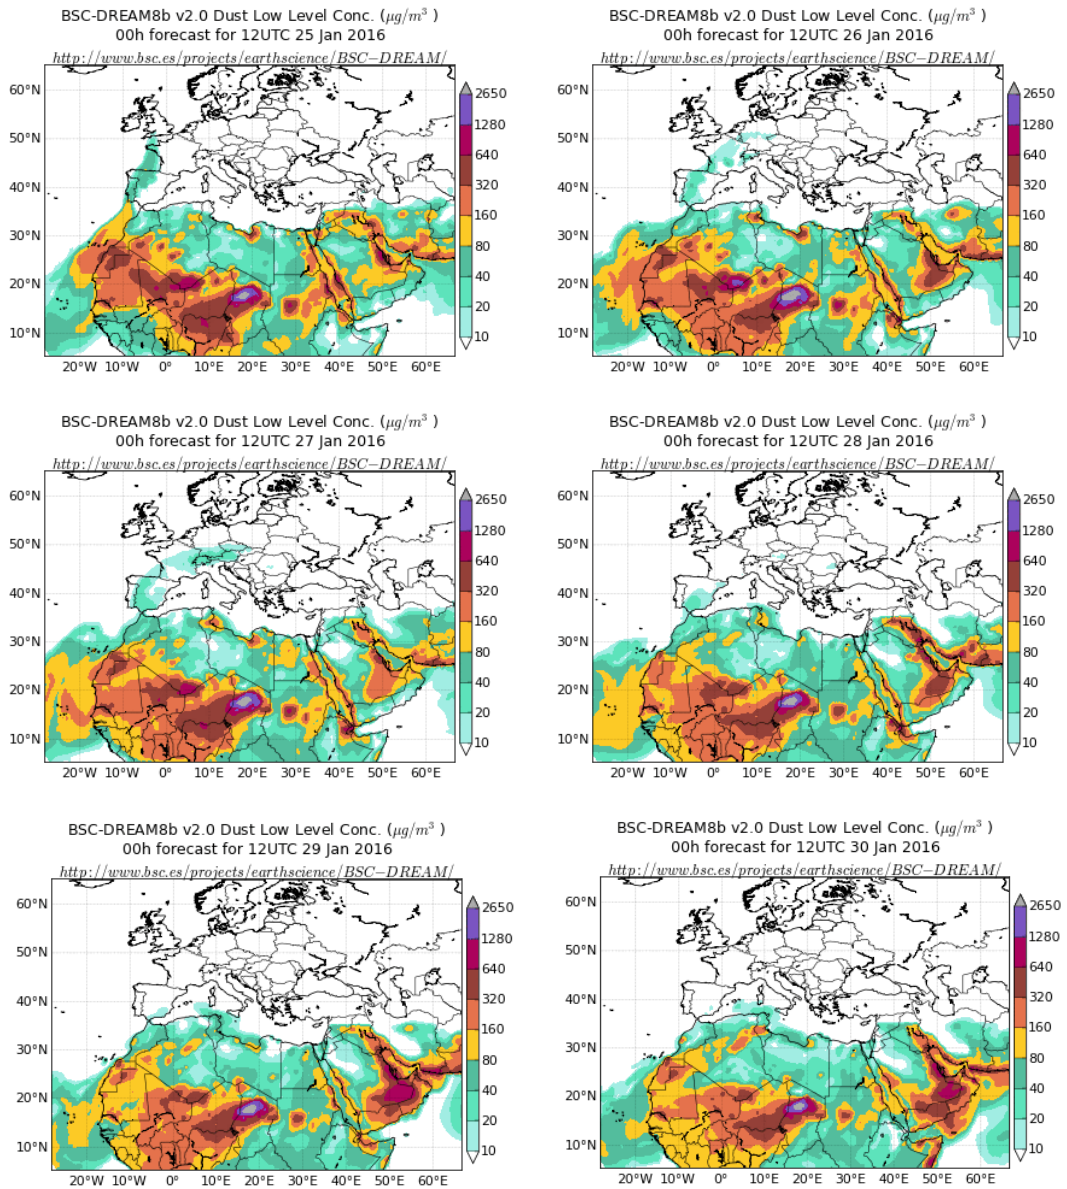 BSC-DREAM8b v2.0 Dust Low Level Conc. (μg/m³ )
00h forecast for 12UTC 25 Jan 2016
http://www.bsc.es/projects/earthscience/BSC−DREAM/
60°N
50°N
40°N
30°N
20°N
10°N
20°W 10°W 0° 10°E 20°E 30°E 40°E 50°E 60°E
2650
1280
640
320
160
80
40
20
10
BSC-DREAM8b v2.0 Dust Low Level Conc. (μg/m³ )
00h forecast for 12UTC 26 Jan 2016
http://www.bsc.es/projects/earthscience/BSC−DREAM/
60°N
50°N
40°N
30°N
20°N
10°N
20°W 10°W 0° 10°E 20°E 30°E 40°E 50°E 60°E
2650
1280
640
320
160
80
40
20
10
BSC-DREAM8b v2.0 Dust Low Level Conc. (μg/m³ )
00h forecast for 12UTC 27 Jan 2016
http://www.bsc.es/projects/earthscience/BSC−DREAM/
60°N
50°N
40°N
30°N
20°N
10°N
20°W 10°W 0° 10°E 20°E 30°E 40°E 50°E 60°E
2650
1280
640
320
160
80
40
20
10
BSC-DREAM8b v2.0 Dust Low Level Conc. (μg/m³ )
00h forecast for 12UTC 28 Jan 2016
http://www.bsc.es/projects/earthscience/BSC−DREAM/
60°N
50°N
40°N
30°N
20°N
10°N
20°W 10°W 0° 10°E 20°E 30°E 40°E 50°E 60°E
2650
1280
640
320
160
80
40
20
10
BSC-DREAM8b v2.0 Dust Low Level Conc. (μg/m³ )
00h forecast for 12UTC 29 Jan 2016
http://www.bsc.es/projects/earthscience/BSC−DREAM/
60°N
50°N
40°N
30°N
20°N
10°N
20°W 10°W 0° 10°E 20°E 30°E 40°E 50°E 60°E
2650
1280
640
320
160
80
40
20
10
BSC-DREAM8b v2.0 Dust Low Level Conc. (μg/m³ )
00h forecast for 12UTC 30 Jan 2016
http://www.bsc.es/projects/earthscience/BSC−DREAM/
60°N
50°N
40°N
30°N
20°N
10°N
20°W 10°W 0° 10°E 20°E 30°E 40°E 50°E 60°E
2650
1280
640
320
160
80
40
20
10